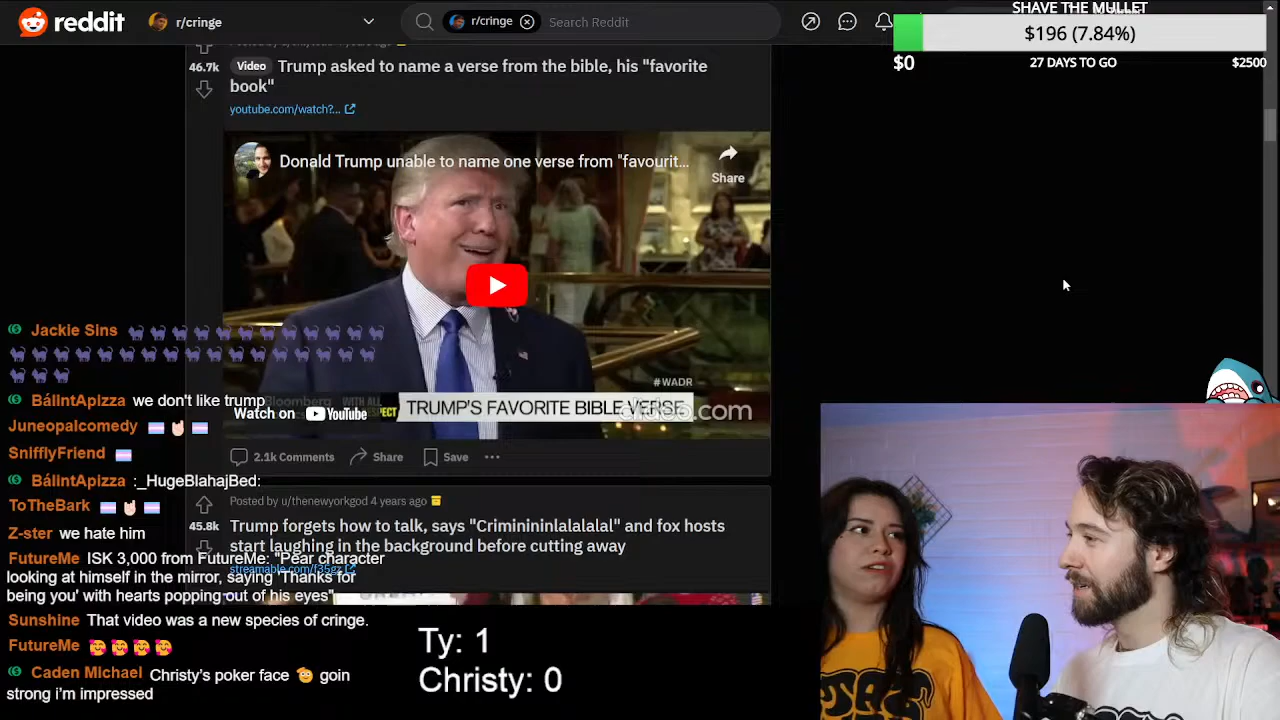 reddit
r/cringe
r/cringe
Search Reddit
SHAVE THE MULLET
$196 (7.84%)
$0
27 DAYS TO GO
$2500
46.7k
Video
Trump asked to name a verse from the bible, his "favorite
book"
youtube.com/watch?...
Donald Trump unable to name one verse from "favourit...
Share
#WADR
Bloomberg
WITH ALL
Watch on YouTube
PECT
TRUMP'S FAVORITE BIBLE VERSE
2.1k Comments
Share
Save
Posted by u/thenewyorkgod 4 years ago
45.8k
Trump forgets how to talk, says "Crimininlalalalal" and fox hosts
start laughing in the background before cutting away
Jackie Sins
BálintApizza we don't like trump
Juneopalcomedy
SnifflyFriend
BálintApizza :_HugeBlahajBed:
ToTheBark
Z-ster we hate him
FutureMe ISK 3,000 from FutureMe: "Pear character
looking at himself in the mirror, saying 'Thanks for
being you' with hearts popping out of his eyes"
Sunshine That video was a new species of cringe.
FutureMe
Caden Michael Christy's poker face 🫡 goin
strong i'm impressed
Ty: 1
Christy: 0